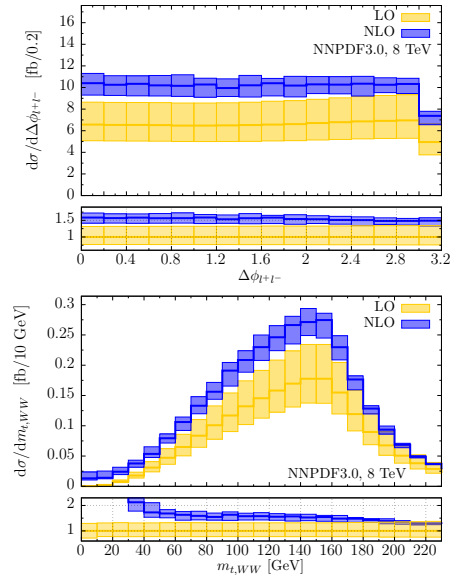 LO
NLO
NNPDF3.0, 8 TeV
dσ/dΔϕ_{l+l−} [fb/0.2]
16
14
12
10
8
6
4
2
0
1.5
1
0 0.4 0.8 1.2 1.6 2 2.4 2.8 3.2
Δϕ_{l+l−}
LO
NLO
NNPDF3.0, 8 TeV
dσ/dm_{t,WW} [fb/10 GeV]
0.3
0.25
0.2
0.15
0.1
0.05
0
2
1
0 20 40 60 80 100 120 140 160 180 200 220
m_{t,WW} [GeV]